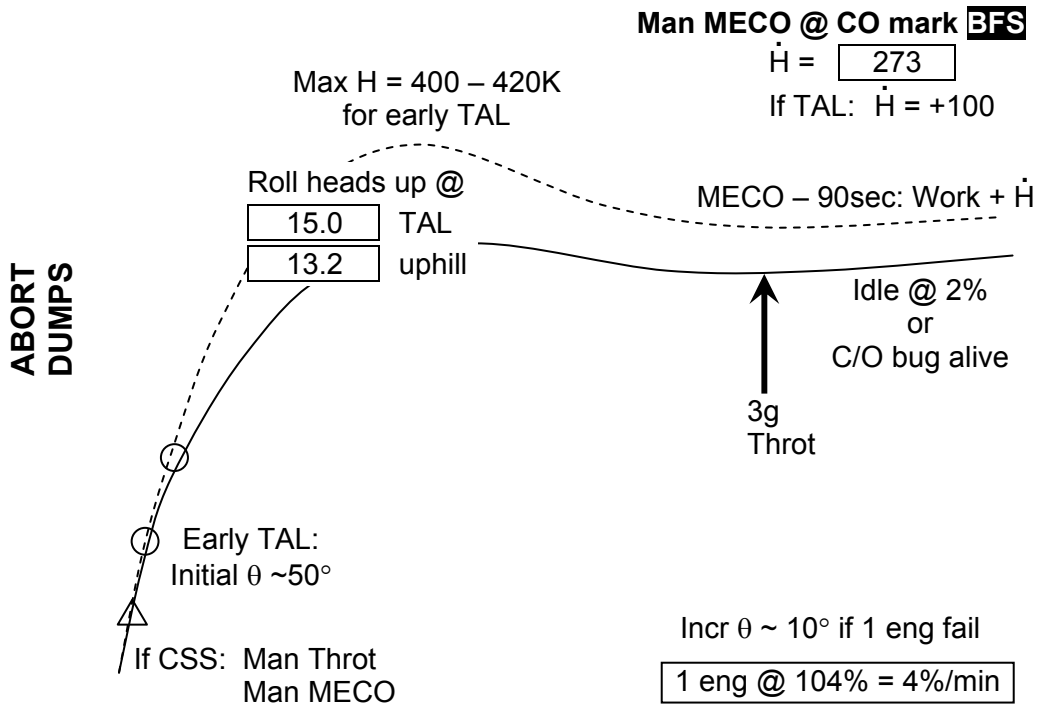 Man MECO @ CO mark BFS
Ḣ = 273
If TAL: Ḣ = +100
Max H = 400 – 420K
for early TAL
Roll heads up @
15.0 TAL
13.2 uphill
MECO – 90sec: Work + Ḣ
ABORT
DUMPS
Idle @ 2%
or
C/O bug alive
3g
Throt
Early TAL:
Initial θ ~50°
If CSS: Man Throt
Man MECO
Incr θ ~ 10° if 1 eng fail
1 eng @ 104% = 4%/min